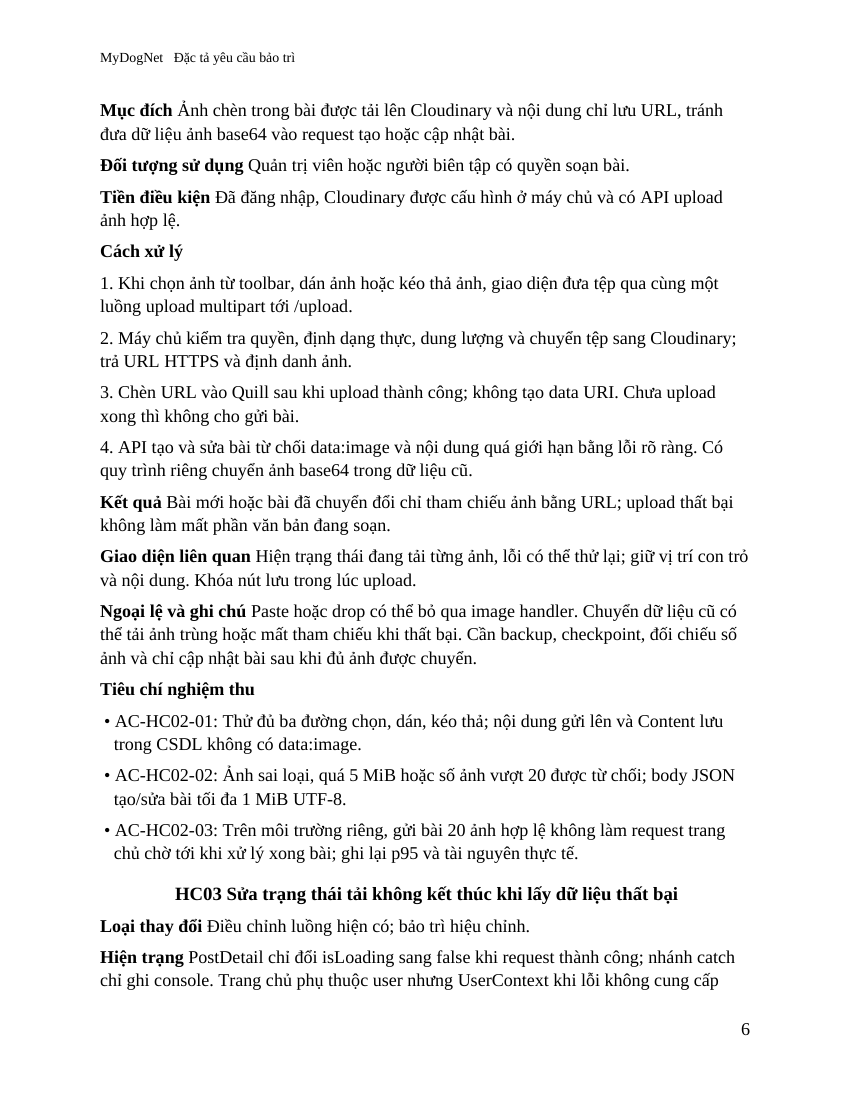 MyDogNet Đặc tả yêu cầu bảo trì
Mục đích Ảnh chèn trong bài được tải lên Cloudinary và nội dung chỉ lưu URL, tránh
đưa dữ liệu ảnh base64 vào request tạo hoặc cập nhật bài.
Đối tượng sử dụng Quản trị viên hoặc người biên tập có quyền soạn bài.
Tiền điều kiện Đã đăng nhập, Cloudinary được cấu hình ở máy chủ và có API upload
ảnh hợp lệ.
Cách xử lý
1. Khi chọn ảnh từ toolbar, dán ảnh hoặc kéo thả ảnh, giao diện đưa tệp qua cùng một
luồng upload multipart tới /upload.
2. Máy chủ kiểm tra quyền, định dạng thực, dung lượng và chuyển tệp sang Cloudinary;
trả URL HTTPS và định danh ảnh.
3. Chèn URL vào Quill sau khi upload thành công; không tạo data URI. Chưa upload
xong thì không cho gửi bài.
4. API tạo và sửa bài từ chối data:image và nội dung quá giới hạn bằng lỗi rõ ràng. Có
quy trình riêng chuyển ảnh base64 trong dữ liệu cũ.
Kết quả Bài mới hoặc bài đã chuyển đổi chỉ tham chiếu ảnh bằng URL; upload thất bại
không làm mất phần văn bản đang soạn.
Giao diện liên quan Hiện trạng thái đang tải từng ảnh, lỗi có thể thử lại; giữ vị trí con trỏ
và nội dung. Khóa nút lưu trong lúc upload.
Ngoại lệ và ghi chú Paste hoặc drop có thể bỏ qua image handler. Chuyển dữ liệu cũ có
thể tải ảnh trùng hoặc mất tham chiếu khi thất bại. Cần backup, checkpoint, đối chiếu số
ảnh và chỉ cập nhật bài sau khi đủ ảnh được chuyển.
Tiêu chí nghiệm thu
• AC-HC02-01: Thử đủ ba đường chọn, dán, kéo thả; nội dung gửi lên và Content lưu
trong CSDL không có data:image.
• AC-HC02-02: Ảnh sai loại, quá 5 MiB hoặc số ảnh vượt 20 được từ chối; body JSON
tạo/sửa bài tối đa 1 MiB UTF-8.
• AC-HC02-03: Trên môi trường riêng, gửi bài 20 ảnh hợp lệ không làm request trang
chủ chờ tới khi xử lý xong bài; ghi lại p95 và tài nguyên thực tế.
HC03 Sửa trạng thái tải không kết thúc khi lấy dữ liệu thất bại
Loại thay đổi Điều chỉnh luồng hiện có; bảo trì hiệu chỉnh.
Hiện trạng PostDetail chỉ đổi isLoading sang false khi request thành công; nhánh catch
chỉ ghi console. Trang chủ phụ thuộc user nhưng UserContext khi lỗi không cung cấp
6